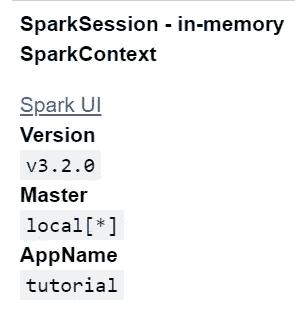 SparkSession - in-memory
SparkContext
Spark UI
Version
v3.2.0
Master
local[*]
AppName
tutorial